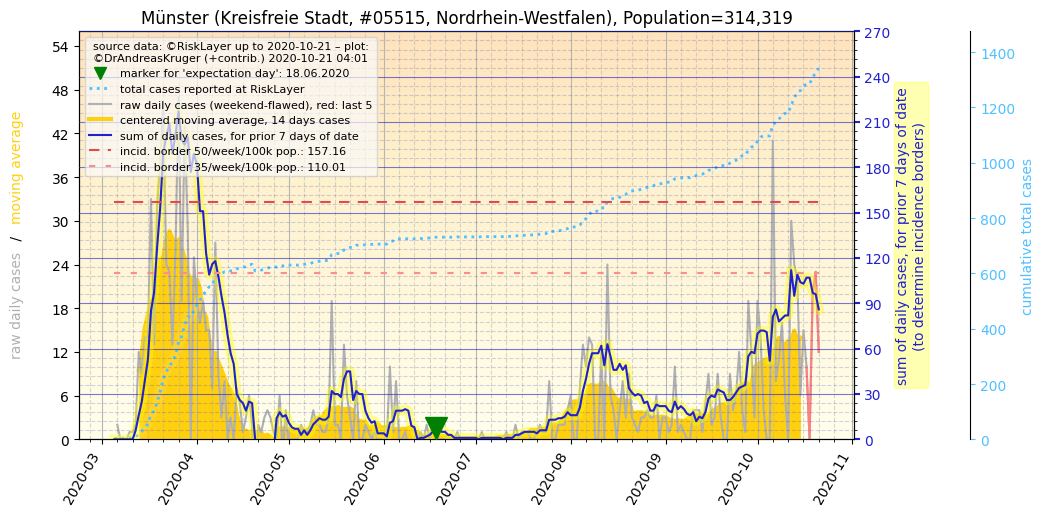 Münster (Kreisfreie Stadt, #05515, Nordrhein-Westfalen), Population=314,319
source data: ©RiskLayer up to 2020-10-21 – plot:
©DrAndreasKruger (+contrib.) 2020-10-21 04:01
marker for 'expectation day': 18.06.2020
total cases reported at RiskLayer
raw daily cases (weekend-flawed), red: last 5
centered moving average, 14 days cases
sum of daily cases, for prior 7 days of date
incid. border 50/week/100k pop.: 157.16
incid. border 35/week/100k pop.: 110.01
raw daily cases / moving average
54
48
42
36
30
24
18
12
6
0
270
240
210
180
150
120
90
60
30
0
sum of daily cases, for prior 7 days of date
(to determine incidence borders)
1400
1200
1000
800
600
400
200
0
cumulative total cases
2020-03
2020-04
2020-05
2020-06
2020-07
2020-08
2020-09
2020-10
2020-11